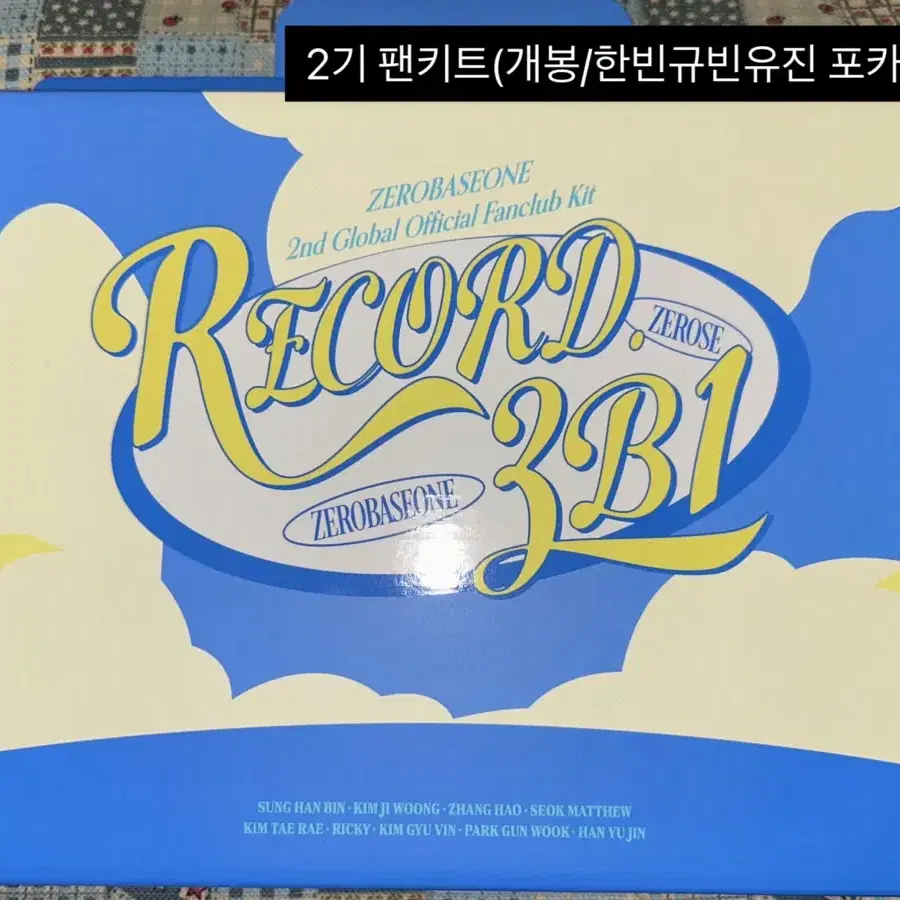 2기 팬키트(개봉/한빈규빈유진 포카
ZEROBASEONE
2nd Global Official Fanclub Kit
RECORD.
ZEROSE
ZB1
ZEROBASEONE
SUNG HAN BIN · KIM JI WOONG · ZHANG HAO · SEOK MATTHEW
KIM TAE RAE · RICKY · KIM GYU VIN · PARK GUN WOOK · HAN YU JIN